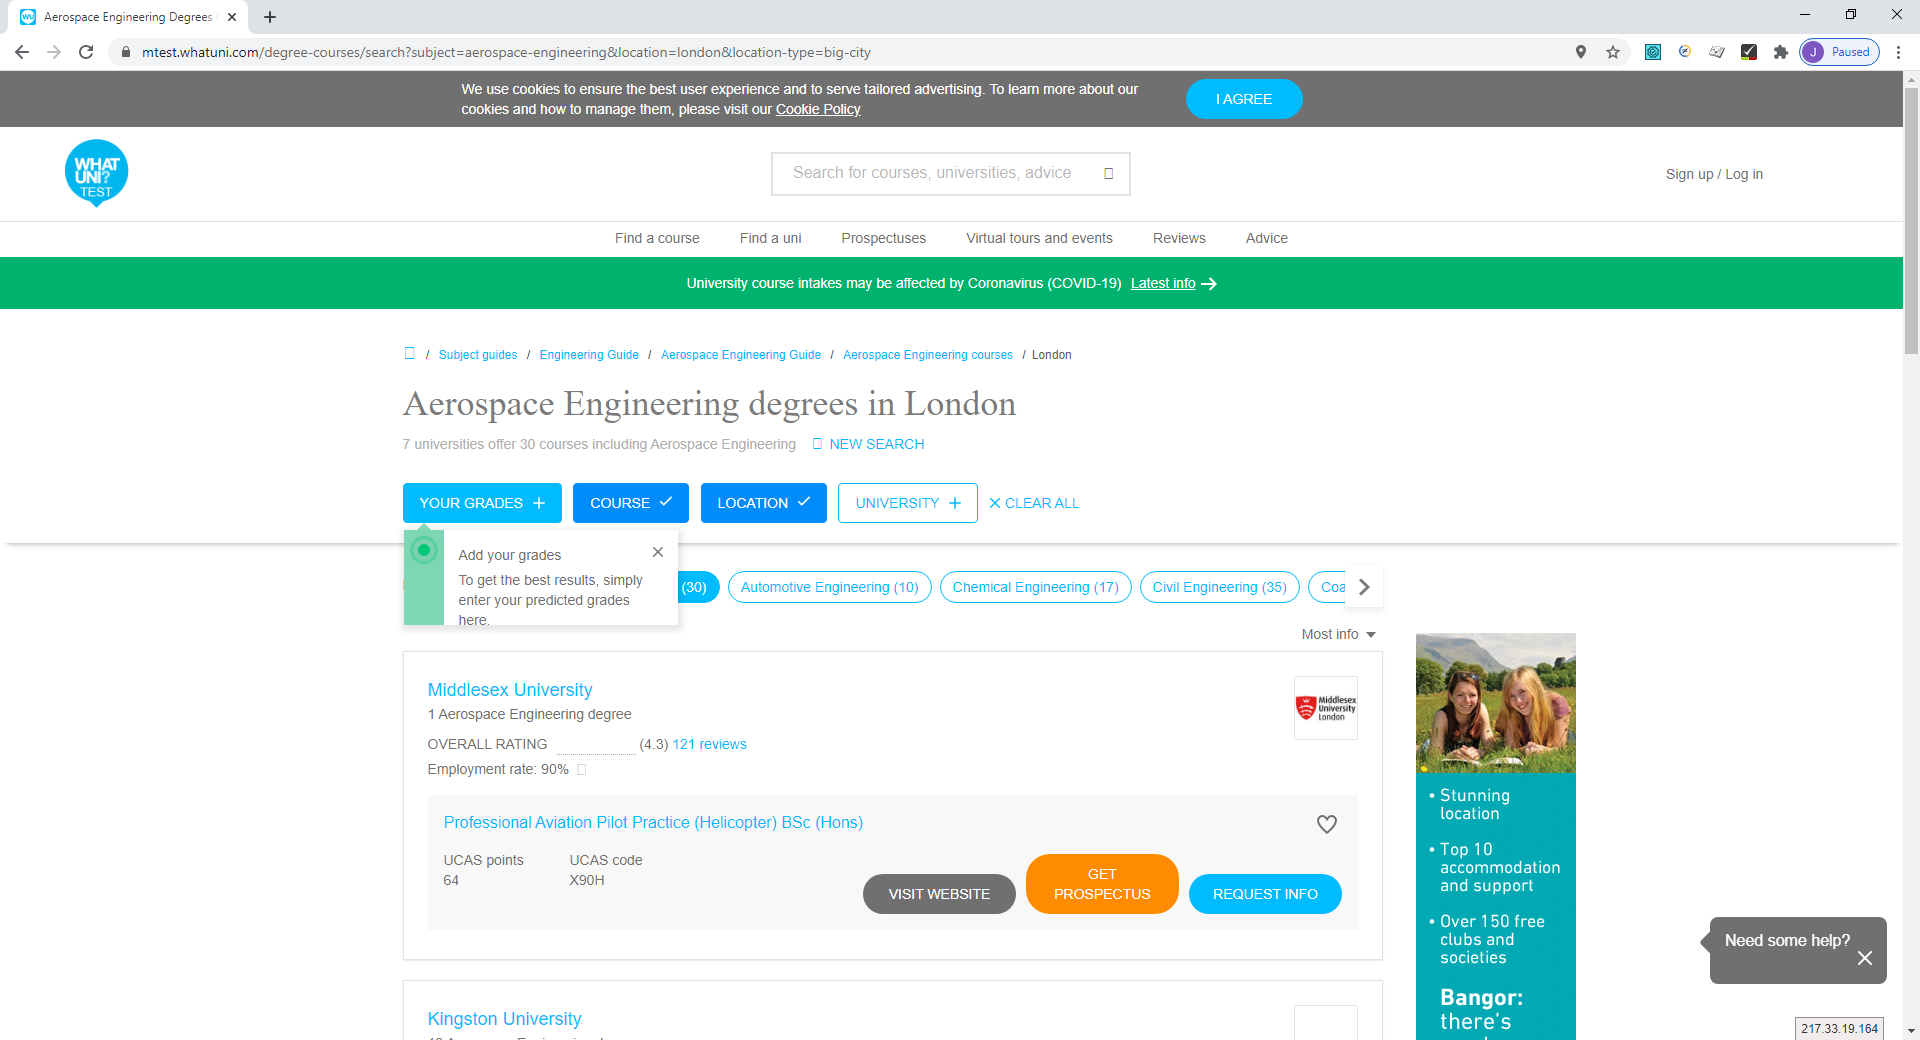 Aerospace Engineering Degrees
mtest.whatuni.com/degree-courses/search?subject=aerospace-engineering&location=london&location-type=big-city
J Paused
We use cookies to ensure the best user experience and to serve tailored advertising. To learn more about our
cookies and how to manage them, please visit our Cookie Policy
I AGREE
WHAT
UNI?
TEST
Search for courses, universities, advice
Sign up / Log in
Find a course Find a uni Prospectuses Virtual tours and events Reviews Advice
University course intakes may be affected by Coronavirus (COVID-19) Latest info
/ Subject guides / Engineering Guide / Aerospace Engineering Guide / Aerospace Engineering courses / London
Aerospace Engineering degrees in London
7 universities offer 30 courses including Aerospace Engineering NEW SEARCH
YOUR GRADES COURSE LOCATION UNIVERSITY CLEAR ALL
Add your grades
To get the best results, simply
enter your predicted grades
here.
(30) Automotive Engineering (10) Chemical Engineering (17) Civil Engineering (35) Coa
Most info
Middlesex University
1 Aerospace Engineering degree
OVERALL RATING (4.3) 121 reviews
Employment rate: 90%
Middlesex
University
London
Professional Aviation Pilot Practice (Helicopter) BSc (Hons)
UCAS points UCAS code
64 X90H
VISIT WEBSITE
GET
PROSPECTUS
REQUEST INFO
Kingston University
• Stunning
location
• Top 10
accommodation
and support
• Over 150 free
clubs and
societies
Bangor:
there's
Need some help?
217.33.19.164